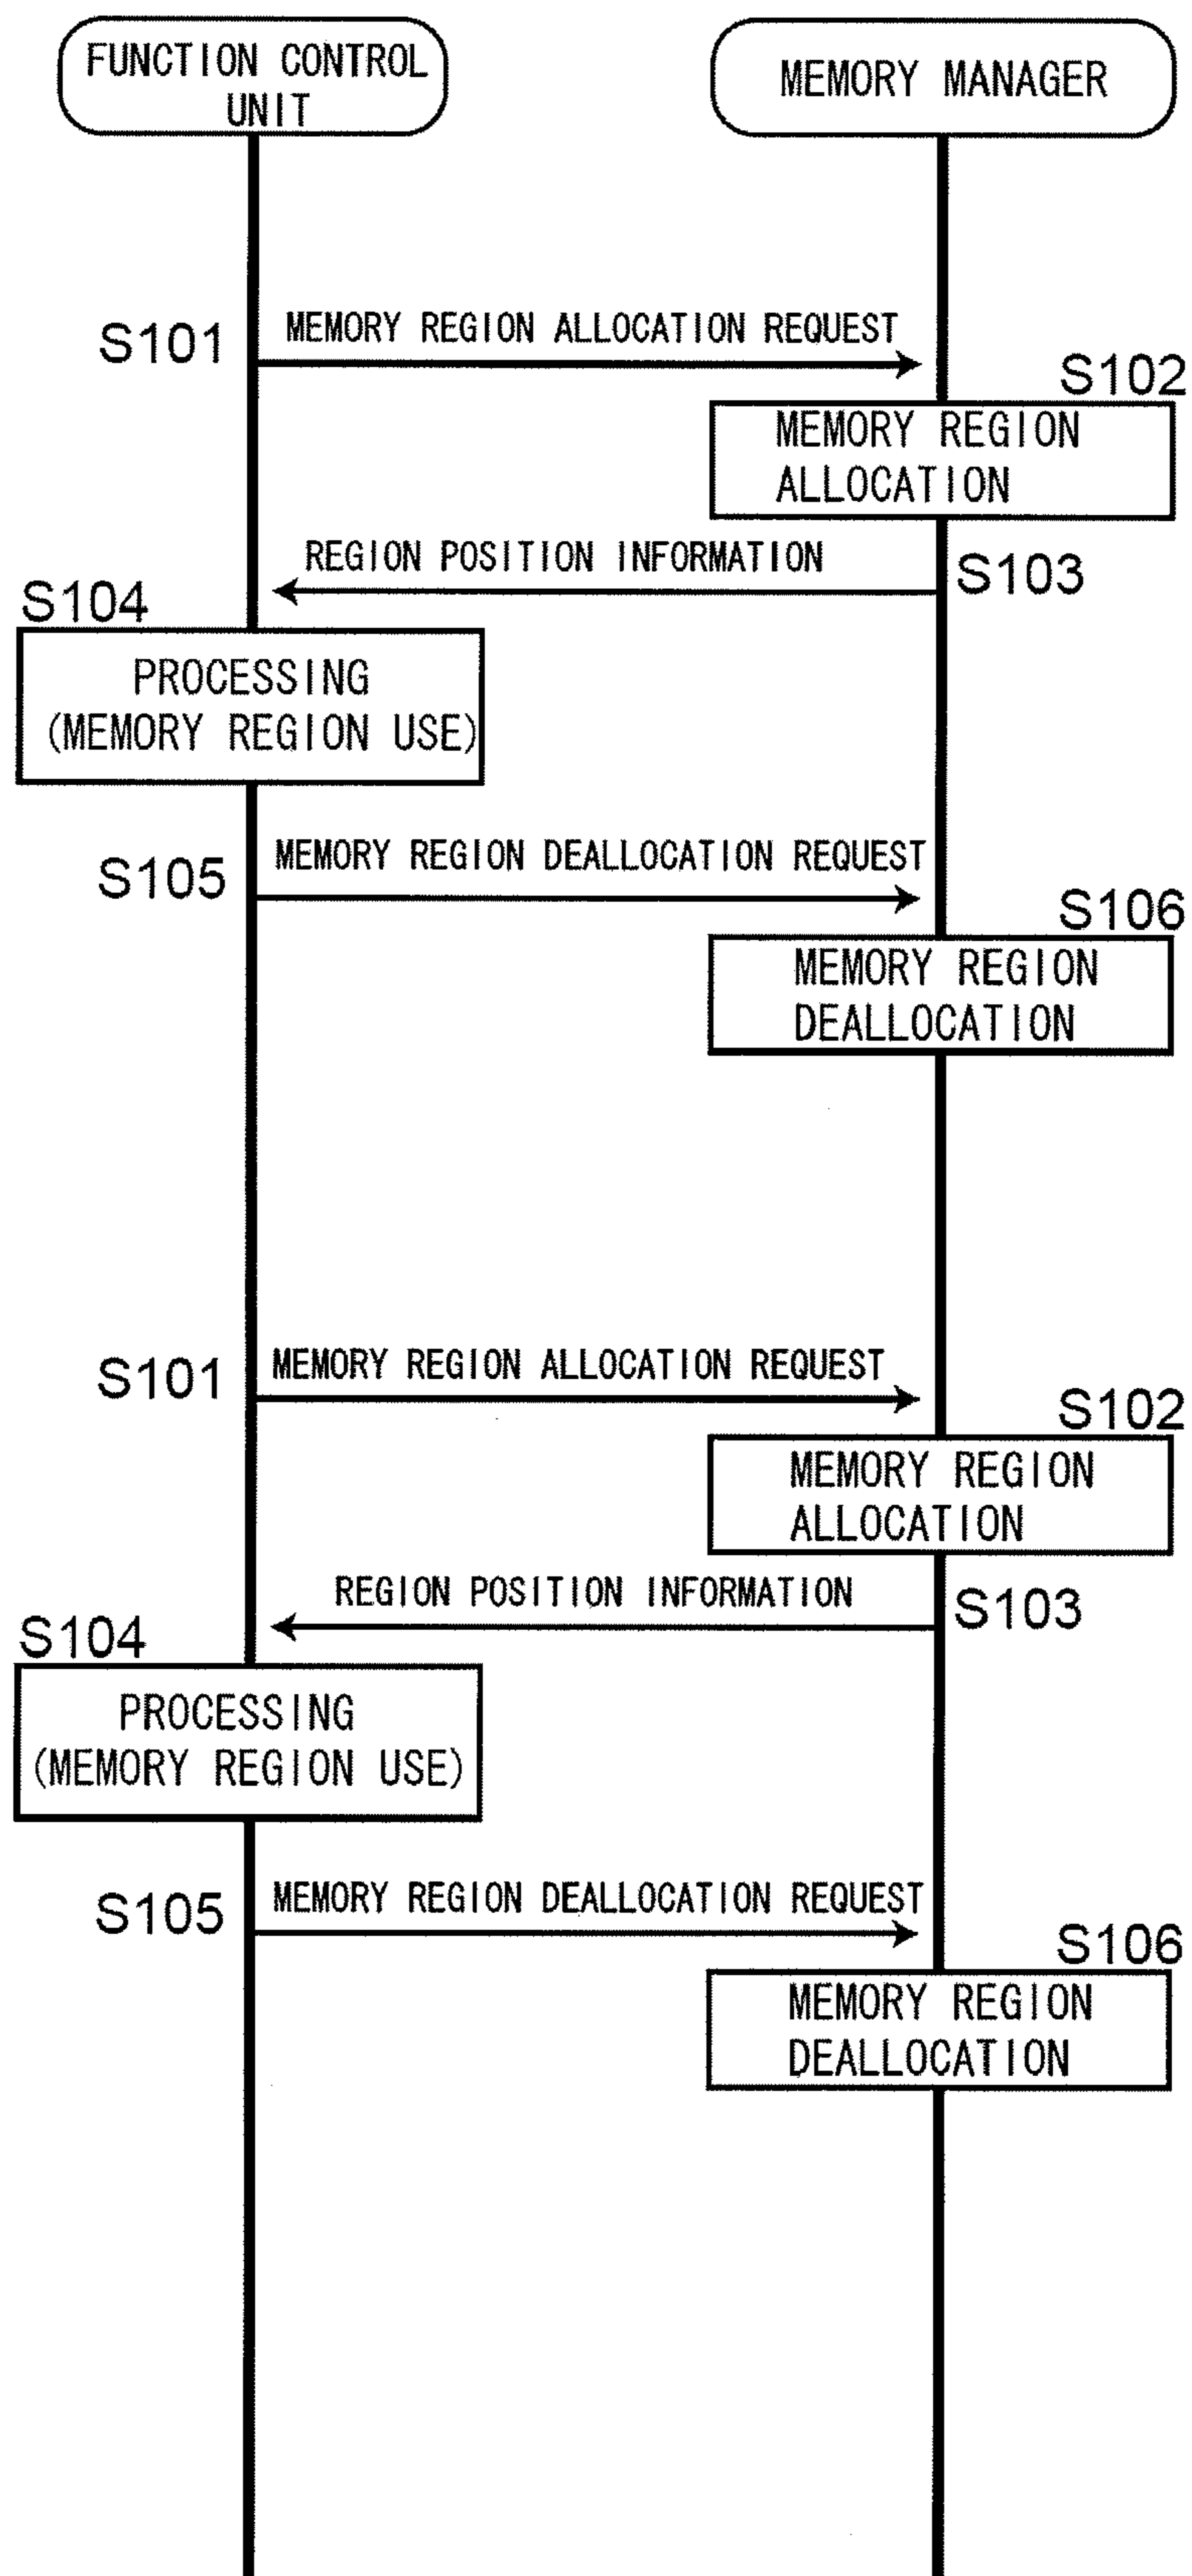 FUNCTION CONTROL
UNIT
MEMORY MANAGER
S101
MEMORY REGION ALLOCATION REQUEST
S102
MEMORY REGION
ALLOCATION
REGION POSITION INFORMATION
S103
S104
PROCESSING
(MEMORY REGION USE)
S105
MEMORY REGION DEALLOCATION REQUEST
S106
MEMORY REGION
DEALLOCATION
S101
MEMORY REGION ALLOCATION REQUEST
S102
MEMORY REGION
ALLOCATION
REGION POSITION INFORMATION
S103
S104
PROCESSING
(MEMORY REGION USE)
S105
MEMORY REGION DEALLOCATION REQUEST
S106
MEMORY REGION
DEALLOCATION